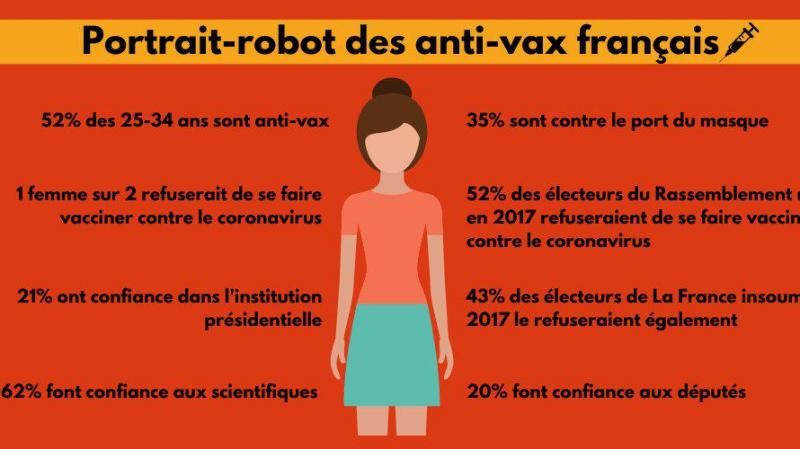 Portrait-robot des anti-vax français
52% des 25-34 ans sont anti-vax
1 femme sur 2 refuserait de se faire
vacciner contre le coronavirus
21% ont confiance dans l'institution
présidentielle
62% font confiance aux scientifiques
35% sont contre le port du masque
52% des électeurs du Rassemblement
en 2017 refuseraient de se faire vaccin
contre le coronavirus
43% des électeurs de La France insoum
2017 le refuseraient également
20% font confiance aux députés